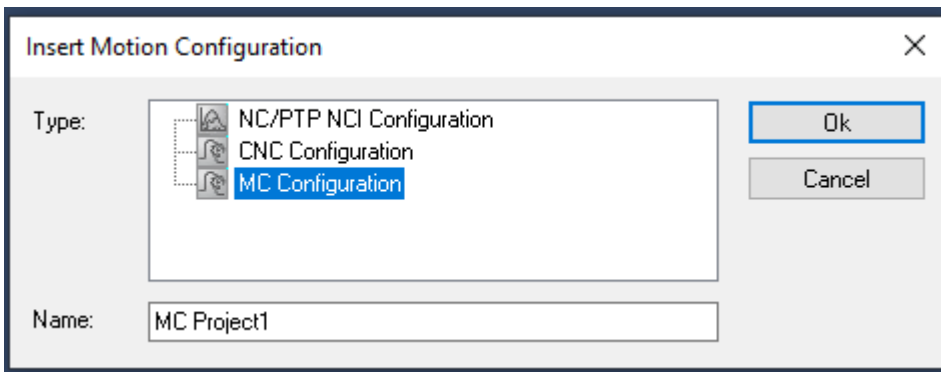 Insert Motion Configuration
Type:
NC/PTP NCI Configuration
CNC Configuration
MC Configuration
Ok
Cancel
Name:
MC Project1